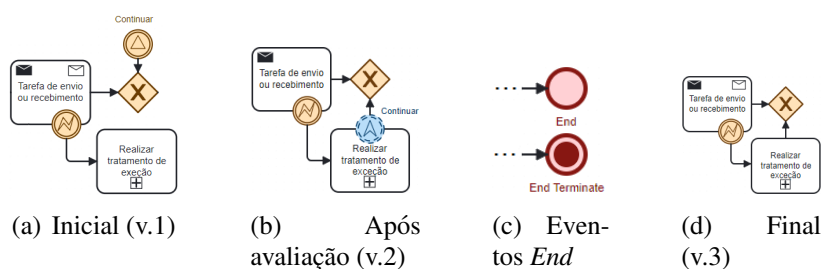 Continuar
Tarefa de envio
ou recebimento
Realizar
tratamento de
execão
(a) Inicial (v.1)
Tarefa de envio
ou recebimento
Continuar
Realizar
tratamento de
exceção
(b) Após
avaliação (v.2)
End
End Terminate
(c) Even-
tos End
Tarefa de envio
ou recebimento
Realizar
tratamento de
exceção
(d) Final
(v.3)